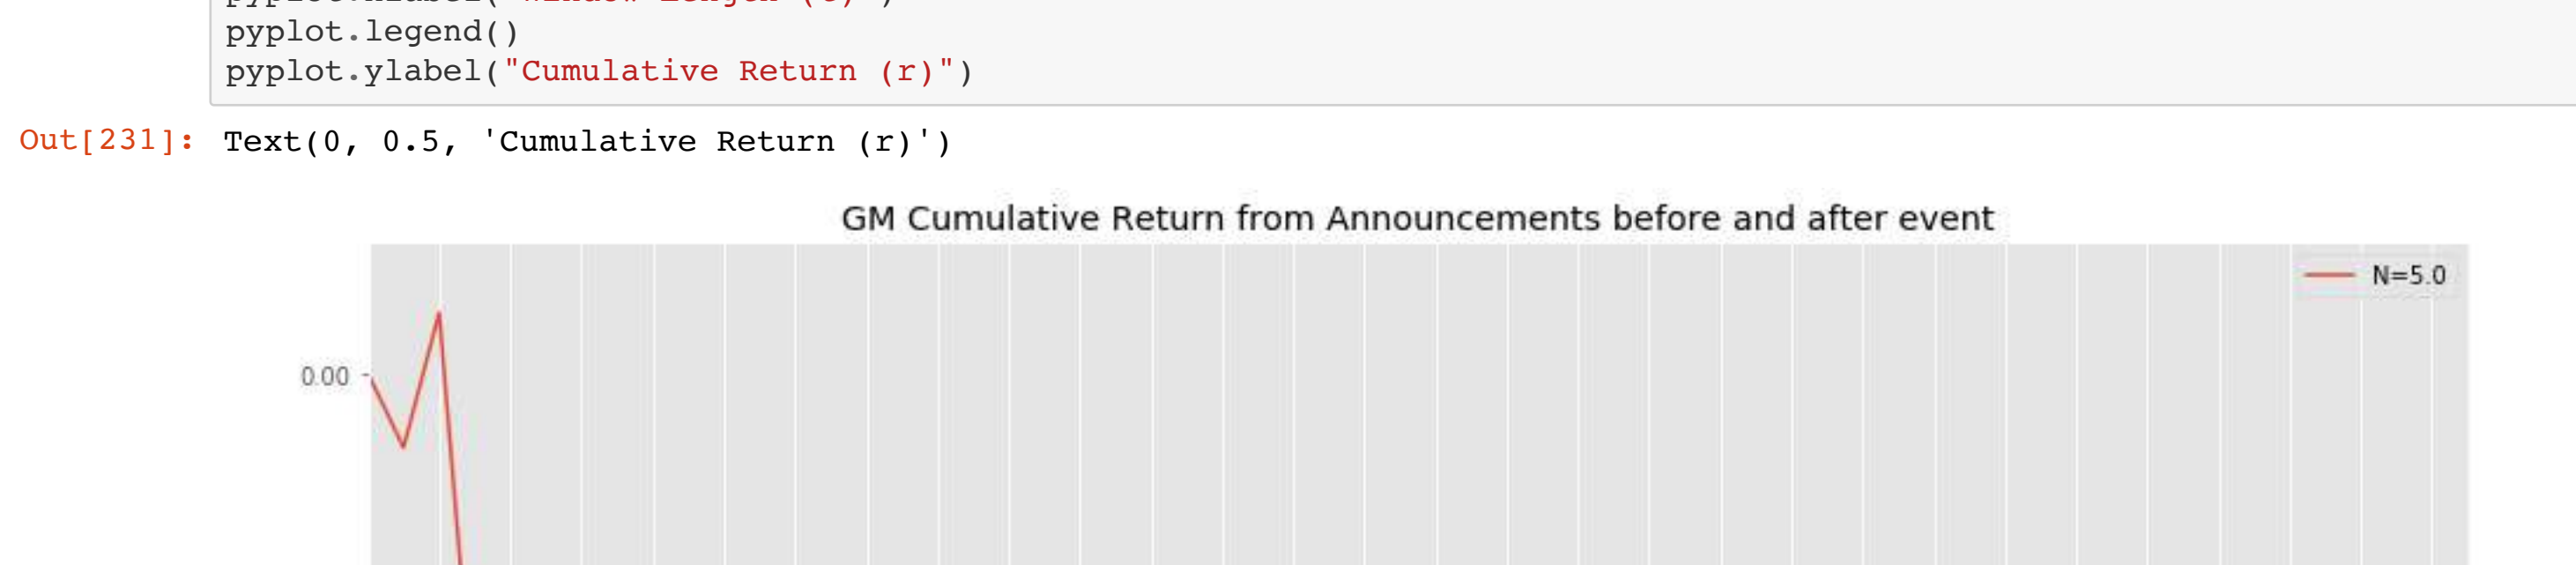 pyplot.legend()
pyplot.ylabel("Cumulative Return (r)")
Out[231]: Text(0, 0.5, 'Cumulative Return (r)')
GM Cumulative Return from Announcements before and after event
N=5.0
0.00